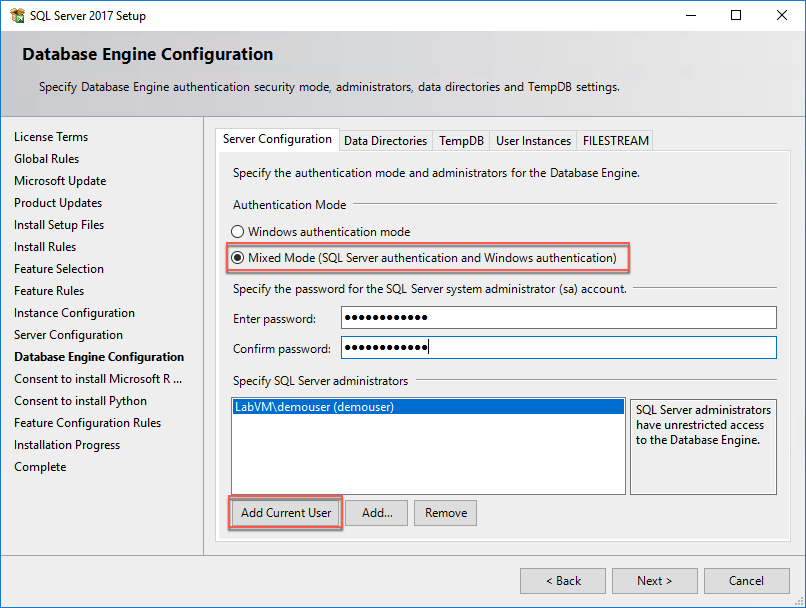 SQL Server 2017 Setup
Database Engine Configuration
Specify Database Engine authentication security mode, administrators, data directories and TempDB settings.
License Terms
Global Rules
Microsoft Update
Product Updates
Install Setup Files
Install Rules
Feature Selection
Feature Rules
Instance Configuration
Server Configuration
Database Engine Configuration
Consent to install Microsoft R ...
Consent to install Python
Feature Configuration Rules
Installation Progress
Complete
Server Configuration Data Directories TempDB User Instances FILESTREAM
Specify the authentication mode and administrators for the Database Engine.
Authentication Mode
Windows authentication mode
Mixed Mode (SQL Server authentication and Windows authentication)
Specify the password for the SQL Server system administrator (sa) account.
Enter password: ●●●●●●●●●●●●
Confirm password: ●●●●●●●●●●●●
Specify SQL Server administrators
LabVM\demouser (demouser)
SQL Server administrators
have unrestricted access
to the Database Engine.
Add Current User Add... Remove
< Back Next > Cancel